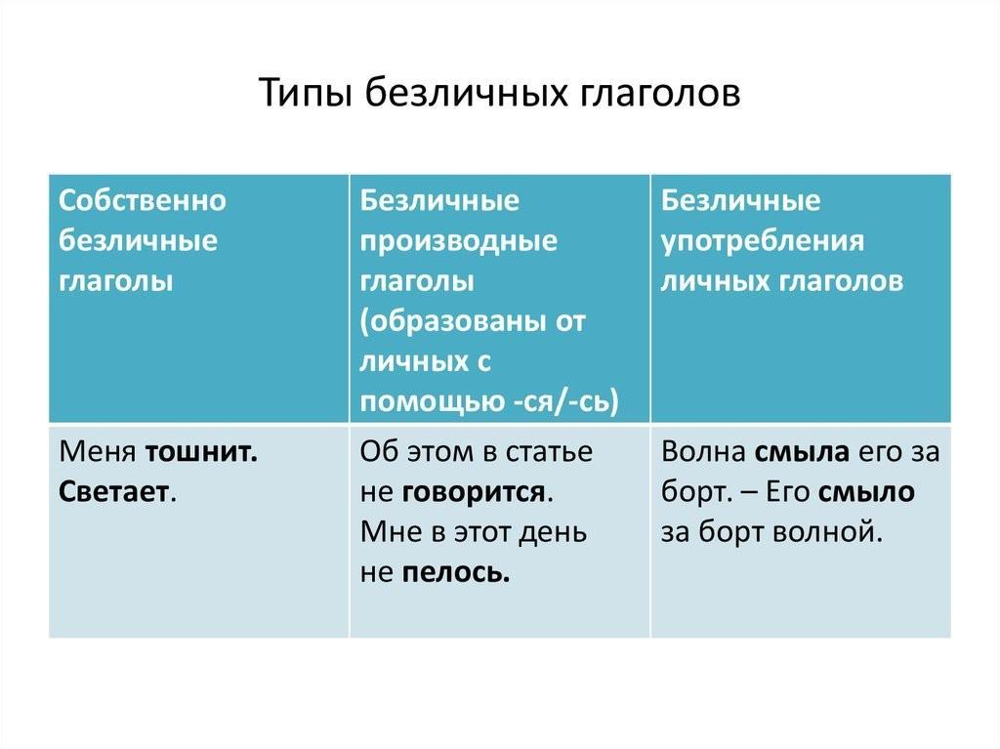 Типы безличных глаголов
Собственно
безличные
глаголы
Безличные
производные
глаголы
(образованы от
личных с
помощью -ся/-сь)
Безличные
употребления
личных глаголов
Меня тошнит.
Светает.
Об этом в статье
не говорится.
Мне в этот день
не пелось.
Волна смыла его за
борт. – Его смыло
за борт волной.